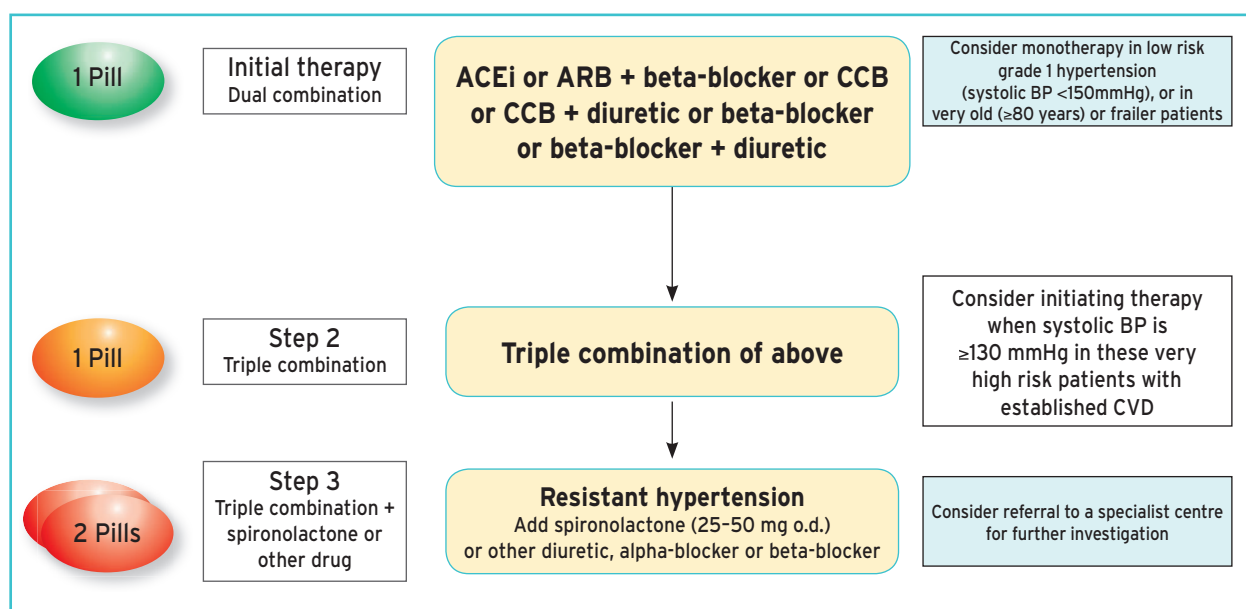 1 Pill
Initial therapy
Dual combination
ACEi or ARB + beta-blocker or CCB
or CCB + diuretic or beta-blocker
or beta-blocker + diuretic
Consider monotherapy in low risk
grade 1 hypertension
(systolic BP <150mmHg), or in
very old (≥80 years) or frailer patients
1 Pill
Step 2
Triple combination
Triple combination of above
Consider initiating therapy
when systolic BP is
≥130 mmHg in these very
high risk patients with
established CVD
2 Pills
Step 3
Triple combination +
spironolactone or
other drug
Resistant hypertension
Add spironolactone (25–50 mg o.d.)
or other diuretic, alpha-blocker or beta-blocker
Consider referral to a specialist centre
for further investigation